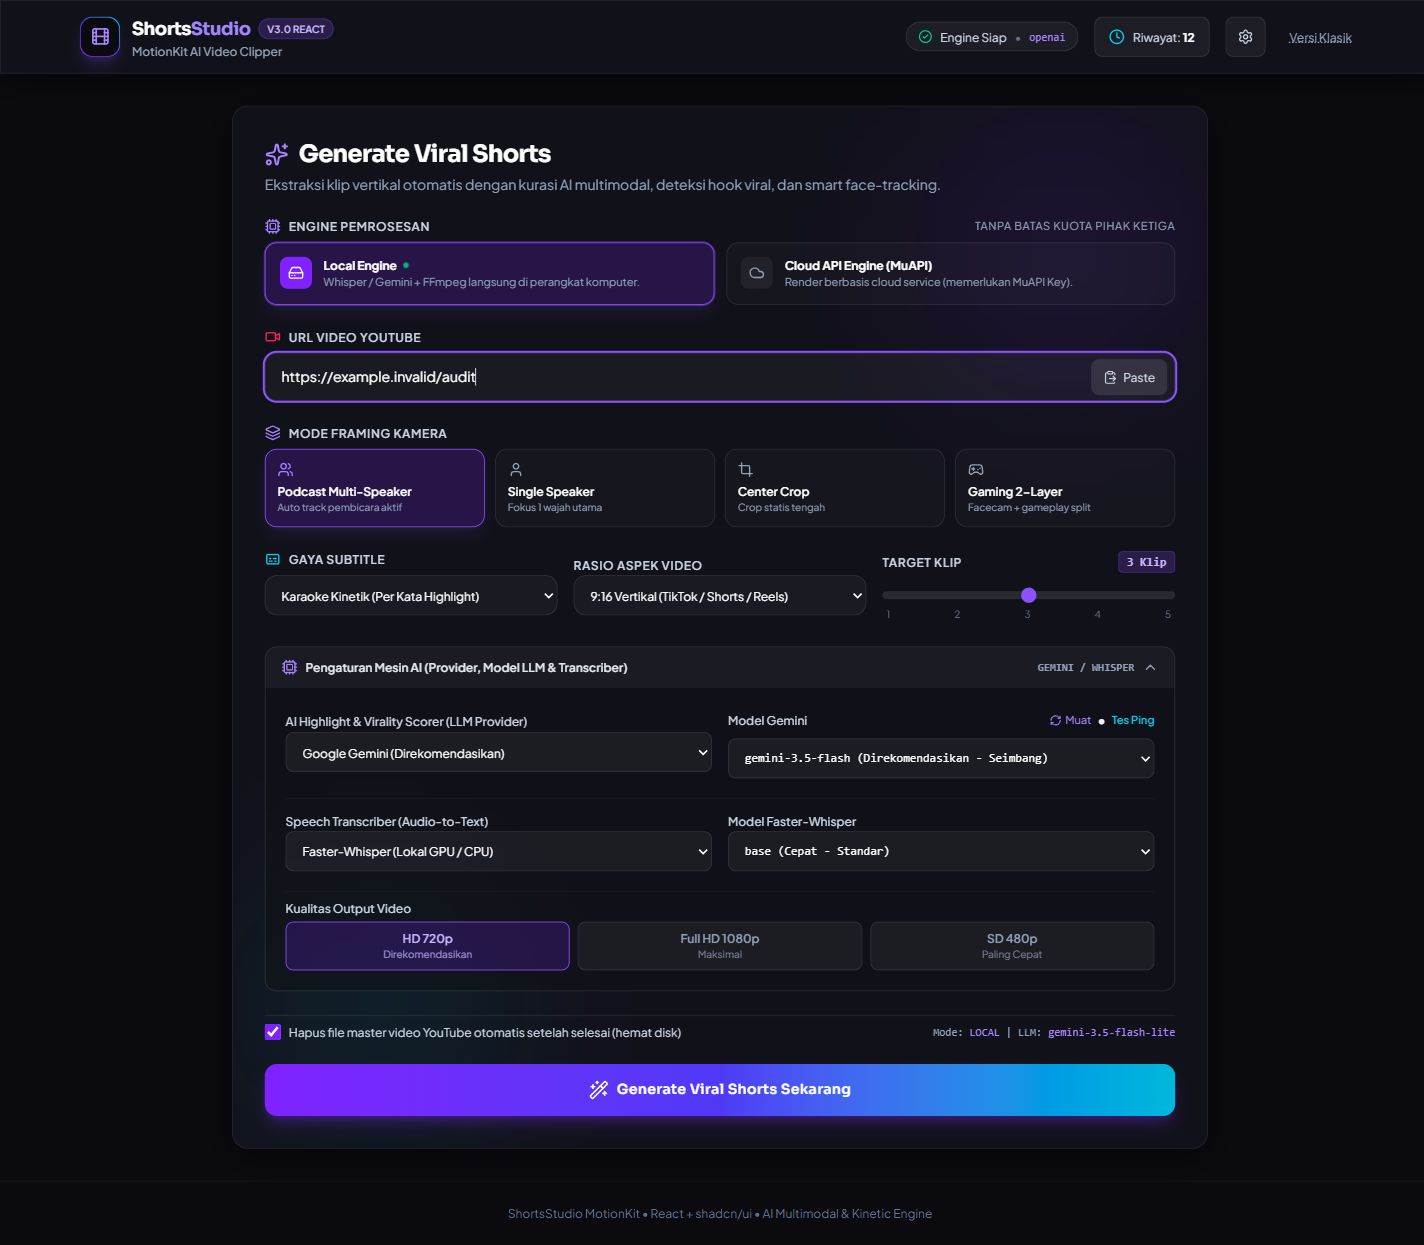 ShortsStudio V3.0 REACT
MotionKit AI Video Clipper
Engine Siap • openai
Riwayat: 12
Versi Klasik
Generate Viral Shorts
Ekstraksi klip vertikal otomatis dengan kurasi AI multimodal, deteksi hook viral, dan smart face-tracking.
ENGINE PEMROSESAN
TANPA BATAS KUOTA PIHAK KETIGA
Local Engine
Whisper / Gemini + FFmpeg langsung di perangkat komputer.
Cloud API Engine (MuAPI)
Render berbasis cloud service (memerlukan MuAPI Key).
URL VIDEO YOUTUBE
https://example.invalid/audit
Paste
MODE FRAMING KAMERA
Podcast Multi-Speaker
Auto track pembicara aktif
Single Speaker
Fokus 1 wajah utama
Center Crop
Crop statis tengah
Gaming 2-Layer
Facecam + gameplay split
GAYA SUBTITLE
Karaoke Kinetik (Per Kata Highlight)
RASIO ASPEK VIDEO
9:16 Vertikal (TikTok / Shorts / Reels)
TARGET KLIP
3 Klip
1 2 3 4 5
Pengaturan Mesin AI (Provider, Model LLM & Transcriber)
GEMINI / WHISPER
AI Highlight & Virality Scorer (LLM Provider)
Google Gemini (Direkomendasikan)
Model Gemini
Muat • Tes Ping
gemini-3.5-flash (Direkomendasikan - Seimbang)
Speech Transcriber (Audio-to-Text)
Faster-Whisper (Lokal GPU / CPU)
Model Faster-Whisper
base (Cepat - Standar)
Kualitas Output Video
HD 720p
Direkomendasikan
Full HD 1080p
Maksimal
SD 480p
Paling Cepat
Hapus file master video YouTube otomatis setelah selesai (hemat disk)
Mode: LOCAL | LLM: gemini-3.5-flash-lite
Generate Viral Shorts Sekarang
ShortsStudio MotionKit • React + shadcn/ui • AI Multimodal & Kinetic Engine